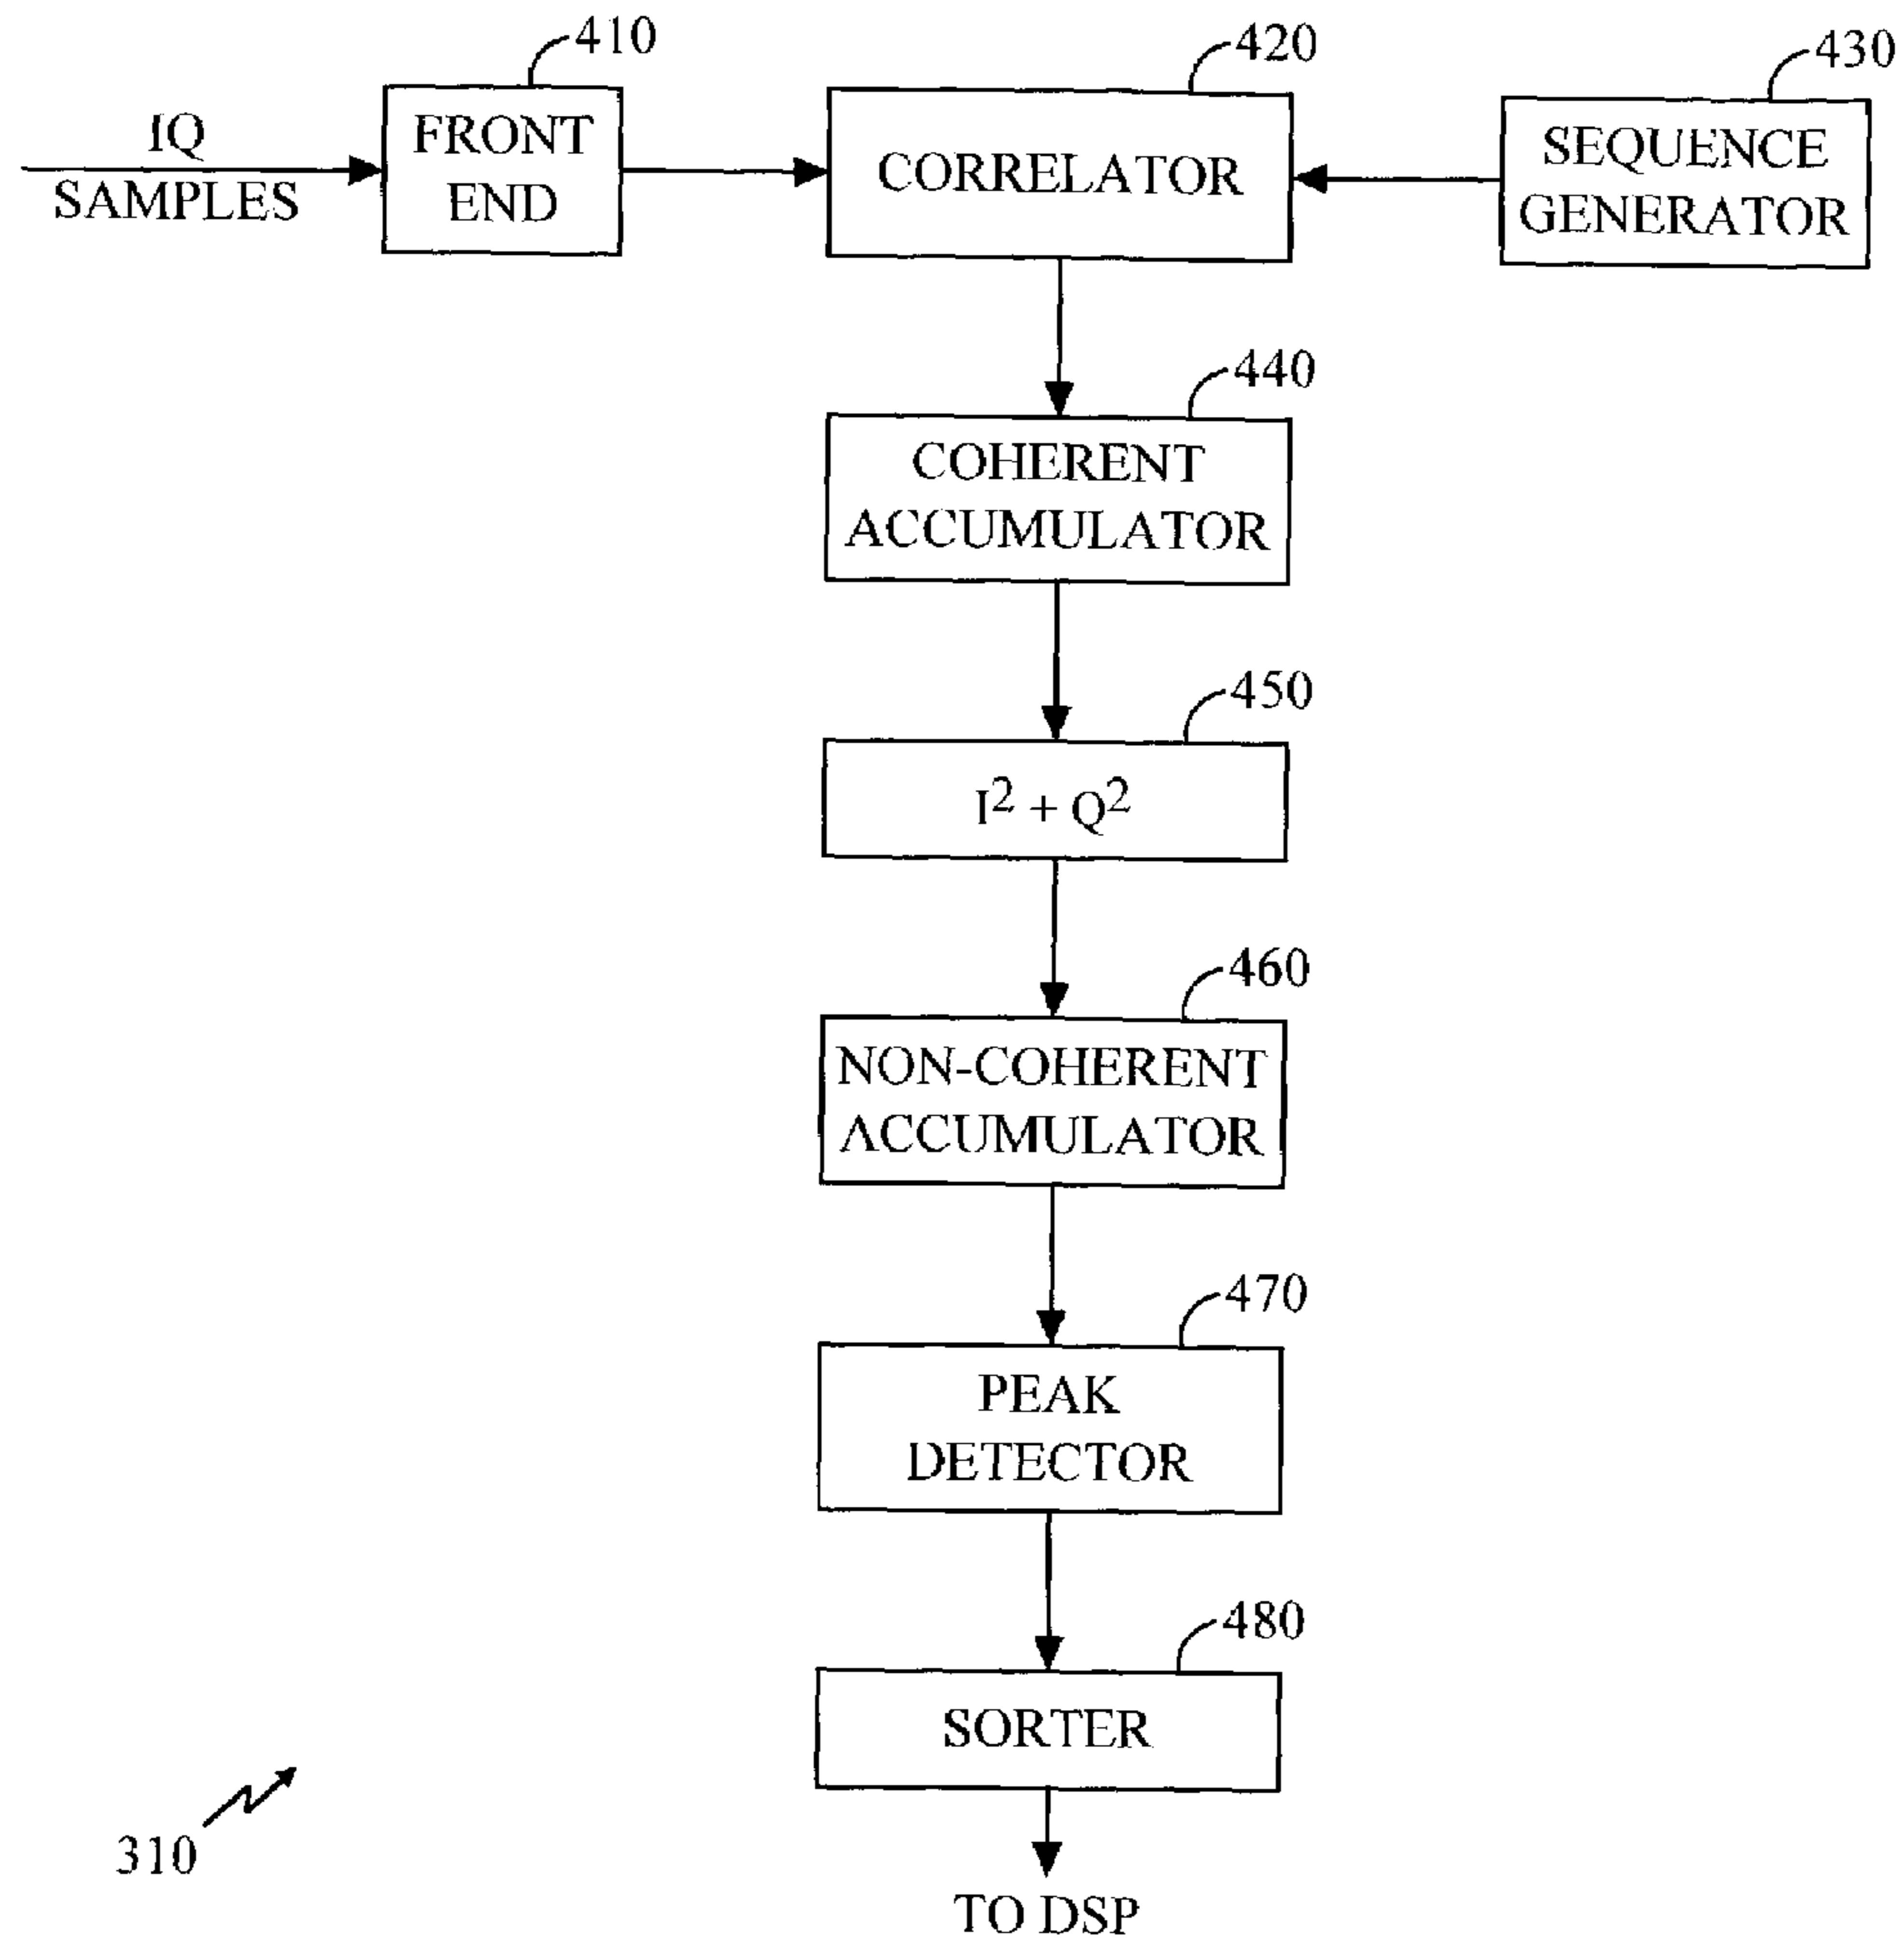 410
420
430
IQ
SAMPLES
FRONT
END
CORRELATOR
SEQUENCE
GENERATOR
440
COHERENT
ACCUMULATOR
450
I² + Q²
460
NON-COHERENT
ACCUMULATOR
470
PEAK
DETECTOR
480
SORTER
310
TO DSP